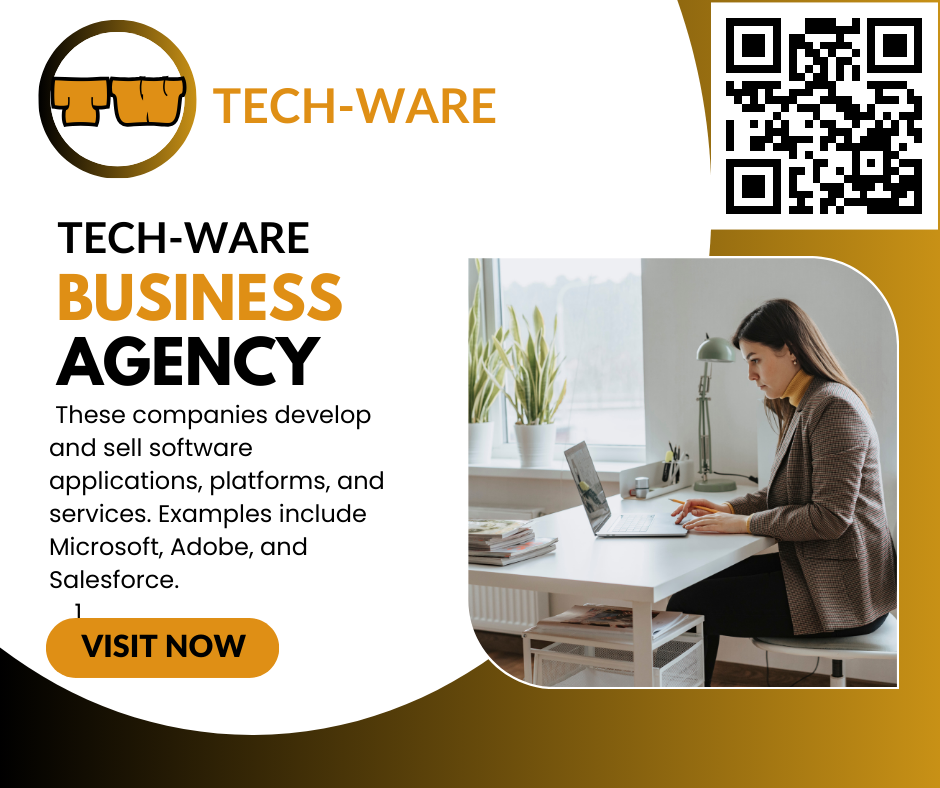 TW
TECH-WARE
TECH-WARE
BUSINESS
AGENCY
These companies develop
and sell software
applications, platforms, and
services. Examples include
Microsoft, Adobe, and
Salesforce.
1
VISIT NOW